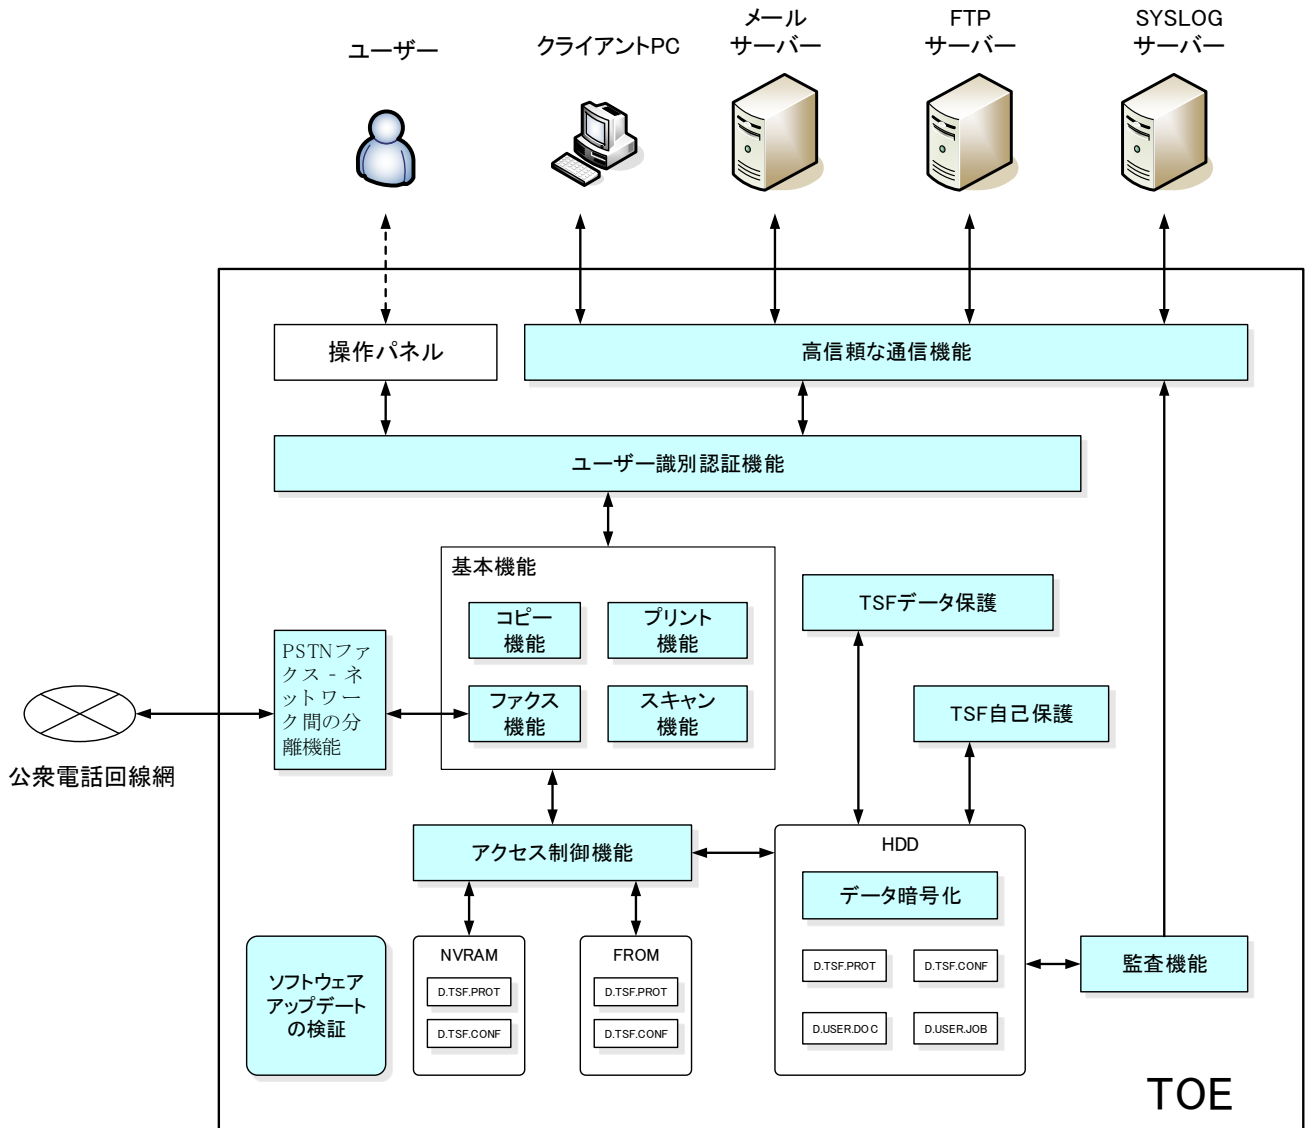 ユーザー
クライアントPC
メール
サーバー
FTP
サーバー
SYSLOG
サーバー
操作パネル
高信頼な通信機能
ユーザー識別認証機能
基本機能
コピー
機能
プリント
機能
ファクス
機能
スキャン
機能
TSFデータ保護
TSF自己保護
PSTNファ
クス - ネ
ットワー
ク間の分
離機能
公衆電話回線網
アクセス制御機能
HDD
データ暗号化
D.TSF.PROT
D.TSF.CONF
D.USER.DOC
D.USER.JOB
監査機能
NVRAM
D.TSF.PROT
D.TSF.CONF
FROM
D.TSF.PROT
D.TSF.CONF
ソフトウェア
アップデート
の検証
TOE